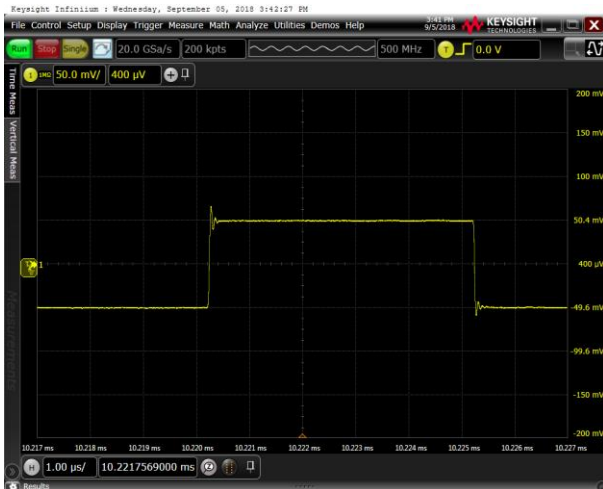 Keysight Infiniium : Wednesday, September 05, 2018 3:42:27 PM
File Control Setup Display Trigger Measure Math Analyze Utilities Demos Help
3:41 PM
9/5/2018
KEYSIGHT
TECHNOLOGIES
Run Stop Single 20.0 GSa/s 200 kpts 500 MHz T 0.0 V
1 1MΩ 50.0 mV/ 400 µV
Time Meas
Vertical Meas
Measurements
200 mV
150 mV
100 mV
50.4 mV
400 µV
-49.6 mV
-99.6 mV
-150 mV
-200 mV
1
10.217 ms 10.218 ms 10.219 ms 10.220 ms 10.221 ms 10.222 ms 10.223 ms 10.224 ms 10.225 ms 10.226 ms 10.227 ms
H 1.00 µs/ 10.2217569000 ms
Results